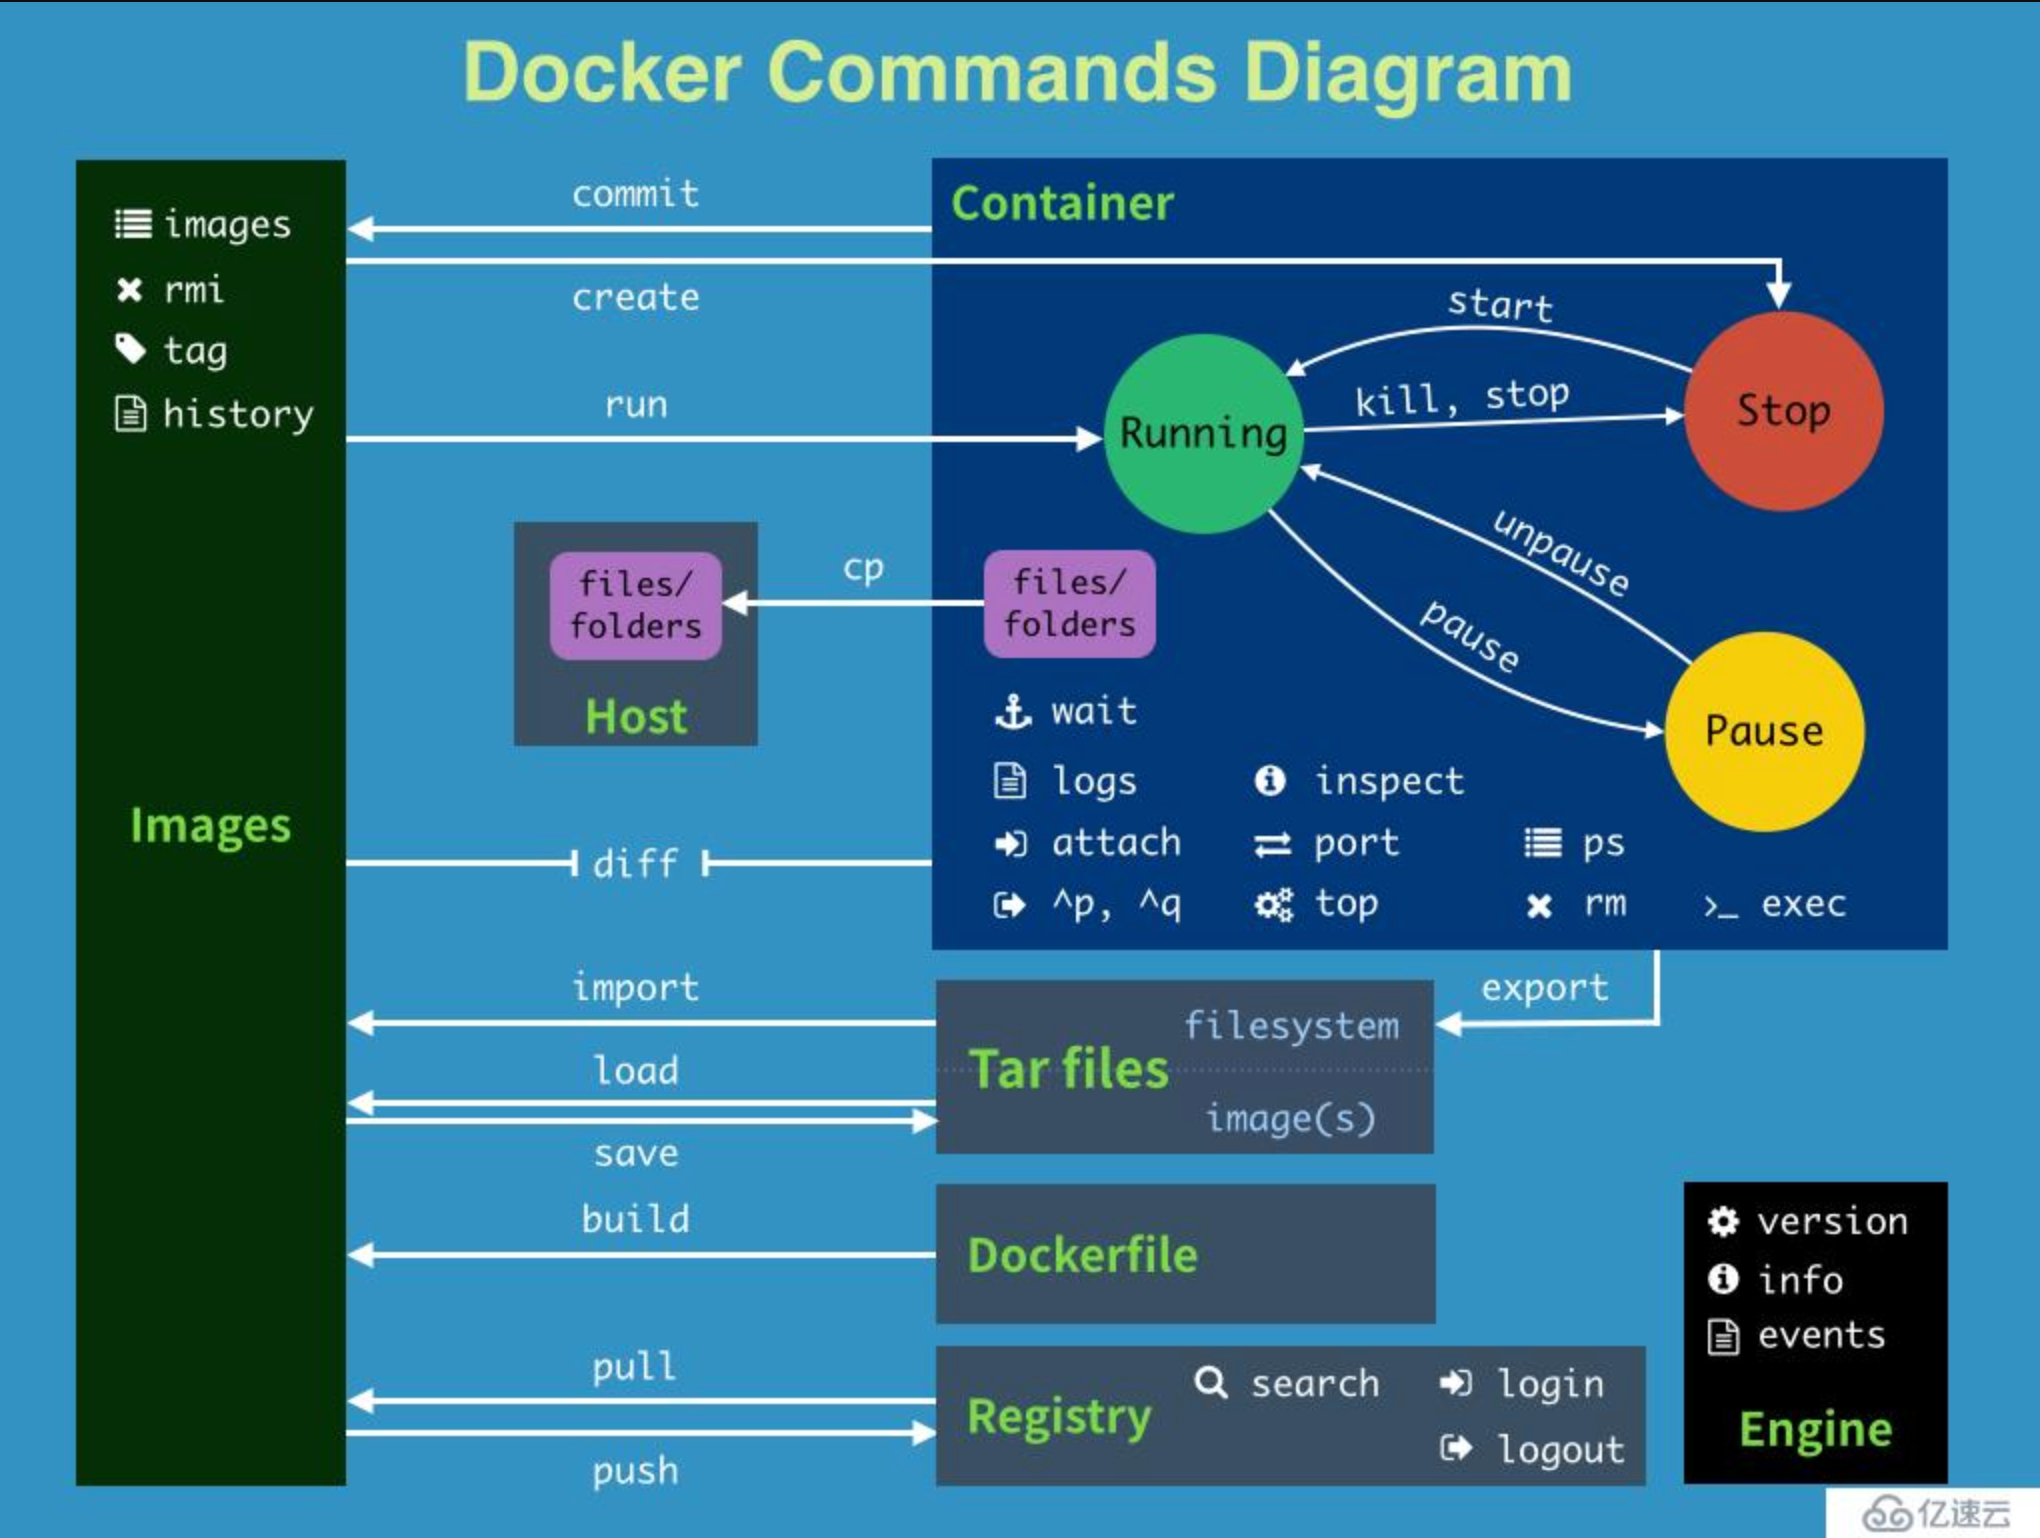 Docker Commands Diagram
images
rmi
tag
history
Images
commit
create
run
Container
start
kill, stop
Running
Stop
unpause
pause
Pause
cp
files/
folders
Host
files/
folders
wait
logs
inspect
attach
port
ps
^p, ^q
top
rm
>_ exec
diff
import
export
filesystem
Tar files
load
image(s)
save
build
Dockerfile
pull
push
Registry
search
login
logout
version
info
events
Engine
亿速云